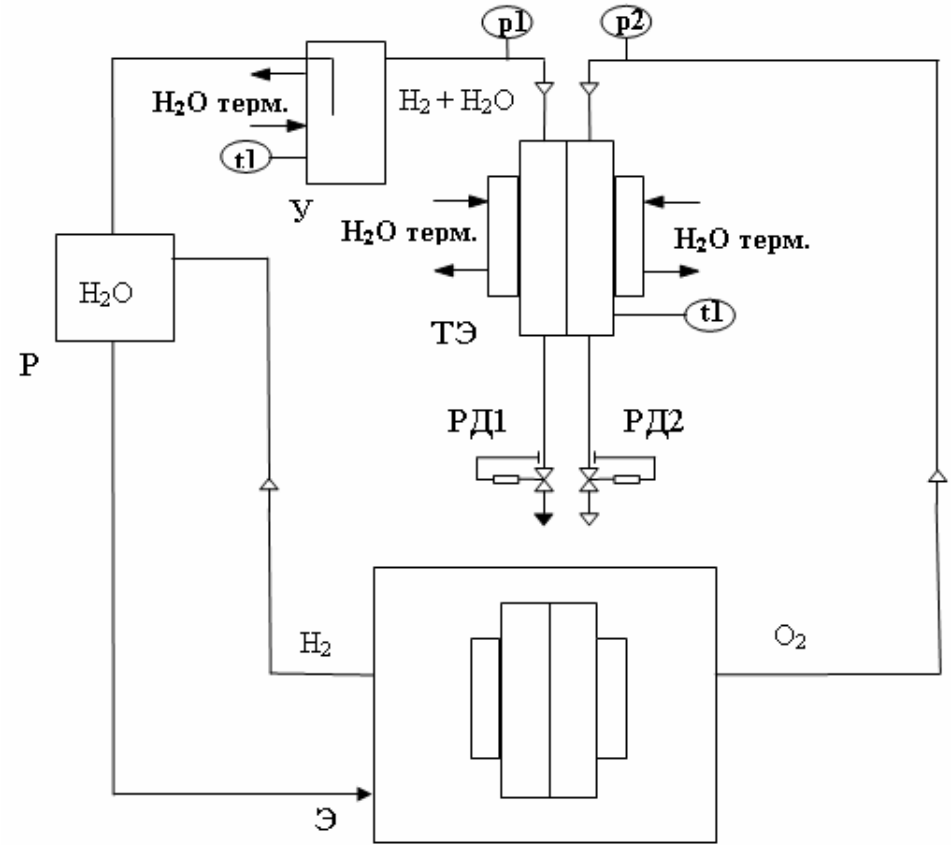 p1
p2
H₂O терм.
H₂ + H₂O
t1
У
H₂O терм.
H₂O терм.
H₂O
t1
ТЭ
Р
РД1
РД2
H₂
O₂
Э